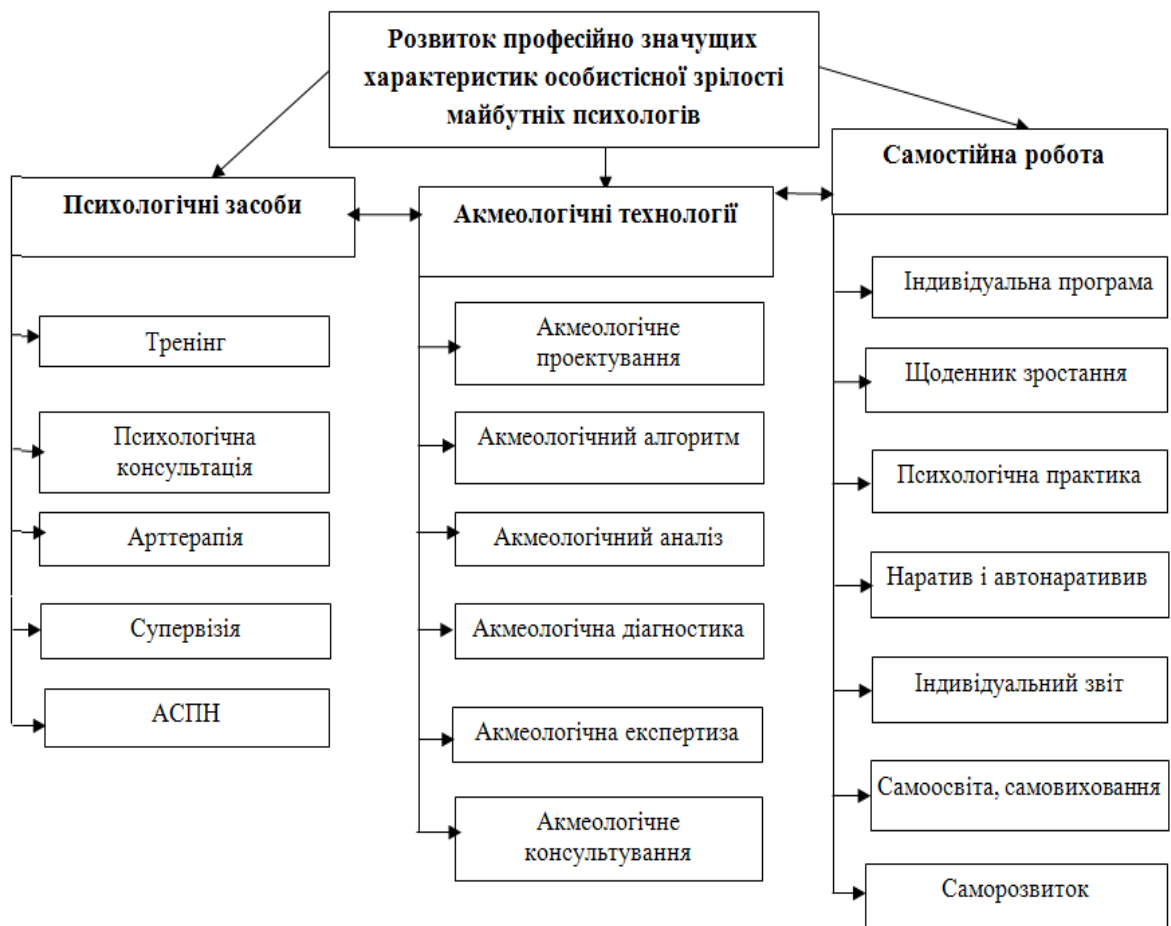 Розвиток професійно значущих
характеристик особистісної зрілості
майбутніх психологів
Психологічні засоби
Тренінг
Психологічна
консультація
Арттерапія
Супервізія
АСПН
Акмеологічні технології
Акмеологічне
проектування
Акмеологічний алгоритм
Акмеологічний аналіз
Акмеологічна діагностика
Акмеологічна експертиза
Акмеологічне
консультування
Самостійна робота
Індивідуальна програма
Щоденник зростання
Психологічна практика
Наратив і автонаративив
Індивідуальний звіт
Самоосвіта, самовиховання
Саморозвиток